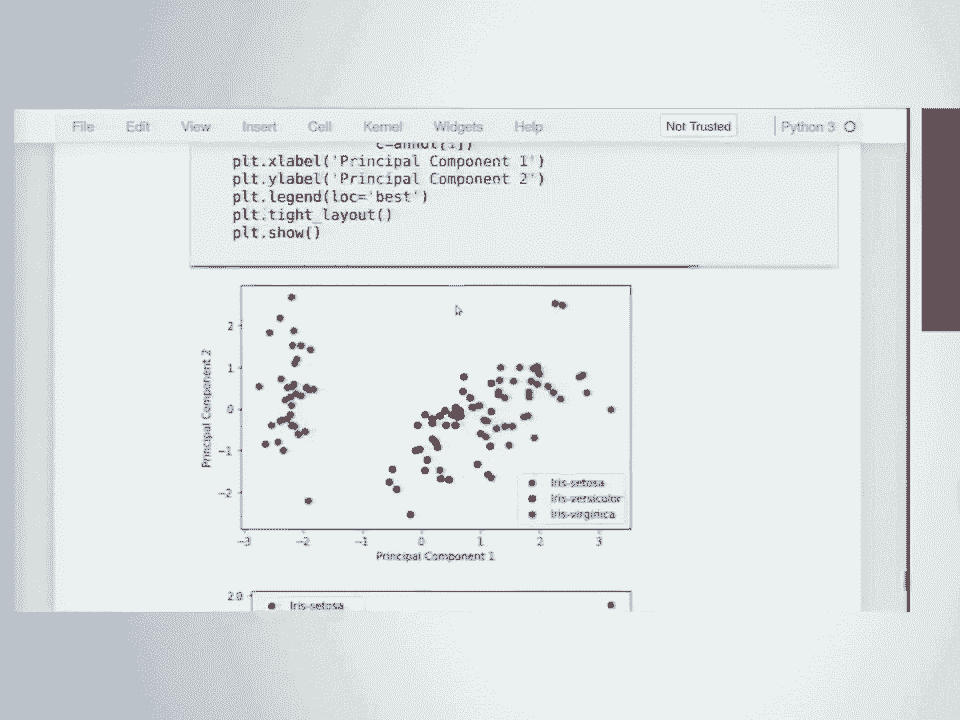 File Edit View Insert Cell Kernel Widgets Help Not Trusted Python 3
c=annot[1])
plt.xlabel('Principal Component 1')
plt.ylabel('Principal Component 2')
plt.legend(loc='best')
plt.tight_layout()
plt.show()
2
1
0
−1
−2
Principal Component 2
Iris-setosa
Iris-versicolor
Iris-virginica
−3 −2 −1 0 1 2 3
Principal Component 1
2.0
Iris-setosa